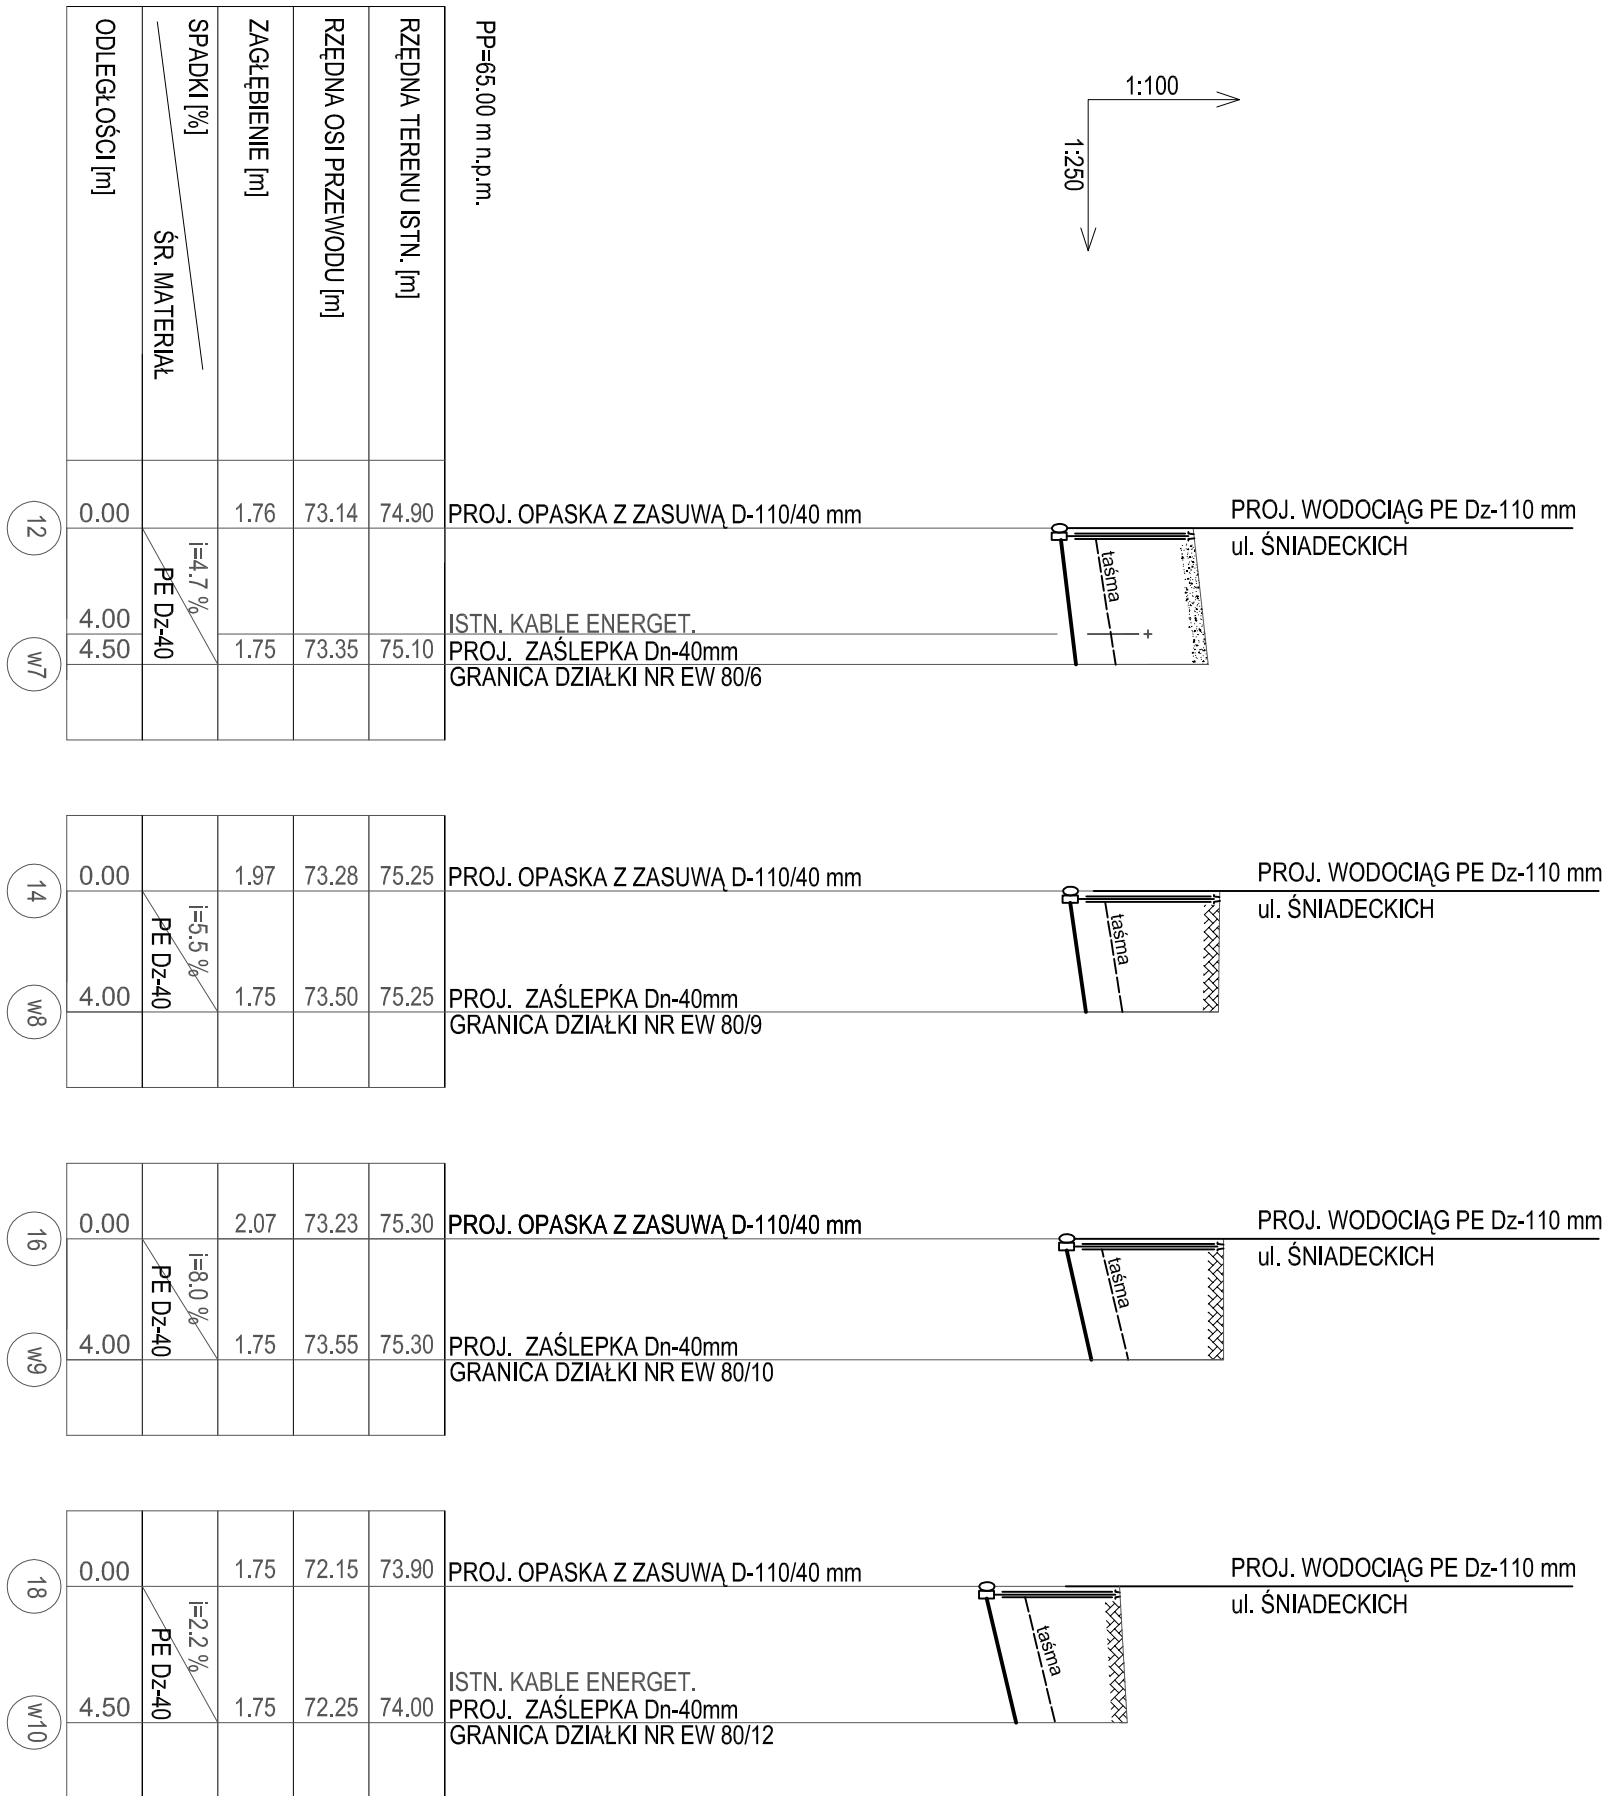 PP=65.00 m n.p.m.
1:100
1:250
RZĘDNA TERENU ISTN. [m]
RZĘDNA OSI PRZEWODU [m]
ZAGŁĘBIENIE [m]
SPADKI [%]
ŚR. MATERIAŁ
ODLEGŁOŚCI [m]
12
0.00
1.76
73.14
74.90
PROJ. OPASKA Z ZASUWĄ D-110/40 mm
PROJ. WODOCIĄG PE Dz-110 mm
ul. ŚNIADECKICH
i=4.7 %
PE Dz-40
taśma
4.00
ISTN. KABLE ENERGET.
w7
4.50
1.75
73.35
75.10
PROJ. ZAŚLEPKA Dn-40mm
GRANICA DZIAŁKI NR EW 80/6
14
0.00
1.97
73.28
75.25
PROJ. OPASKA Z ZASUWĄ D-110/40 mm
PROJ. WODOCIĄG PE Dz-110 mm
ul. ŚNIADECKICH
i=5.5 %
PE Dz-40
taśma
w8
4.00
1.75
73.50
75.25
PROJ. ZAŚLEPKA Dn-40mm
GRANICA DZIAŁKI NR EW 80/9
16
0.00
2.07
73.23
75.30
PROJ. OPASKA Z ZASUWĄ D-110/40 mm
PROJ. WODOCIĄG PE Dz-110 mm
ul. ŚNIADECKICH
i=8.0 %
PE Dz-40
taśma
w9
4.00
1.75
73.55
75.30
PROJ. ZAŚLEPKA Dn-40mm
GRANICA DZIAŁKI NR EW 80/10
18
0.00
1.75
72.15
73.90
PROJ. OPASKA Z ZASUWĄ D-110/40 mm
PROJ. WODOCIĄG PE Dz-110 mm
ul. ŚNIADECKICH
i=2.2 %
PE Dz-40
taśma
ISTN. KABLE ENERGET.
w10
4.50
1.75
72.25
74.00
PROJ. ZAŚLEPKA Dn-40mm
GRANICA DZIAŁKI NR EW 80/12